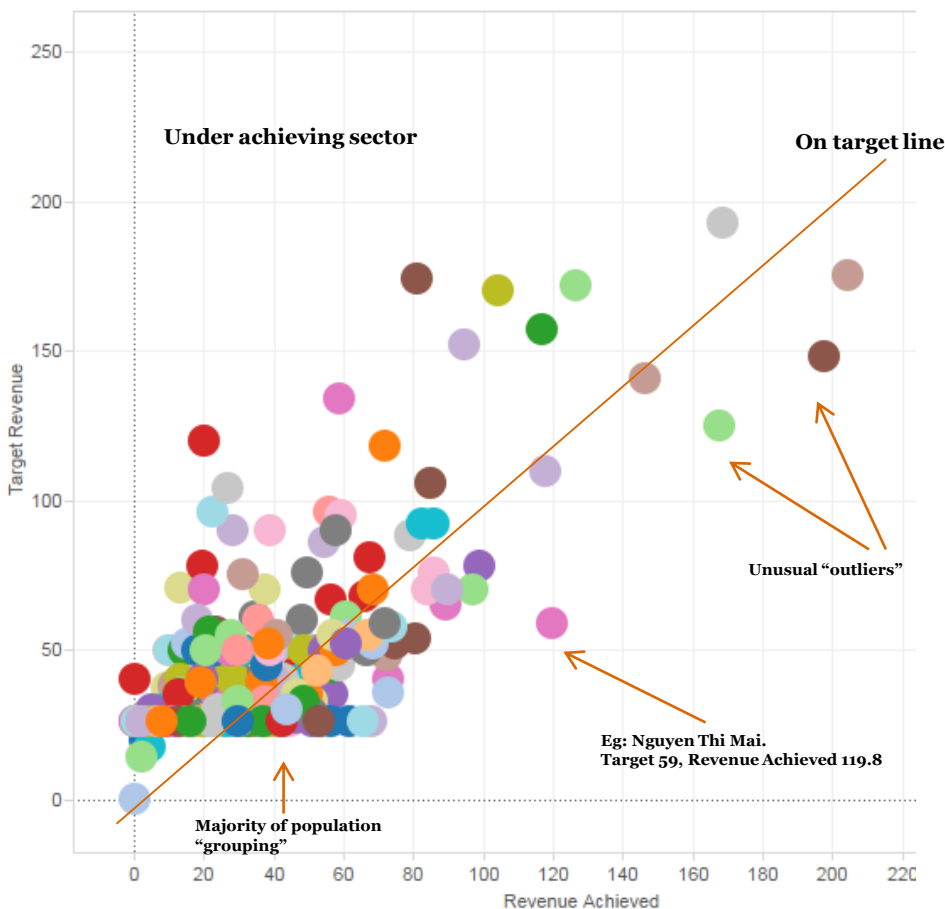 250
Under achieving sector
On target line
200
150
Target Revenue
100
Unusual “outliers”
50
Eg: Nguyen Thi Mai.
Target 59, Revenue Achieved 119.8
0
Majority of population
“grouping”
0 20 40 60 80 100 120 140 160 180 200 220
Revenue Achieved